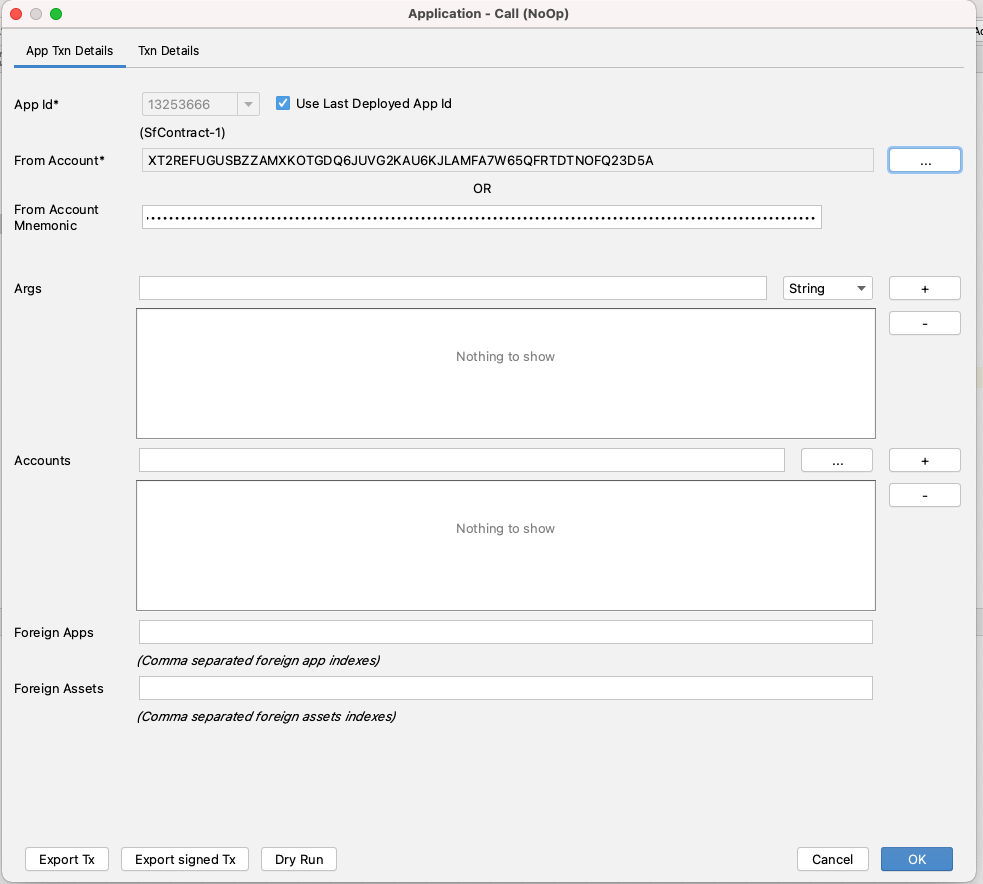 Application - Call (NoOp)
App Txn Details
Txn Details
App Id*
13253666
Use Last Deployed App Id
(SfContract-1)
From Account*
XT2REFUGUSBZZAMXKOTGDQ6JUVG2KAU6KJLAMFA7W65QFRTDTNOFQ23D5A
...
OR
From Account
Mnemonic
Args
String
+
-
Nothing to show
Accounts
...
+
-
Nothing to show
Foreign Apps
(Comma separated foreign app indexes)
Foreign Assets
(Comma separated foreign assets indexes)
Export Tx
Export signed Tx
Dry Run
Cancel
OK